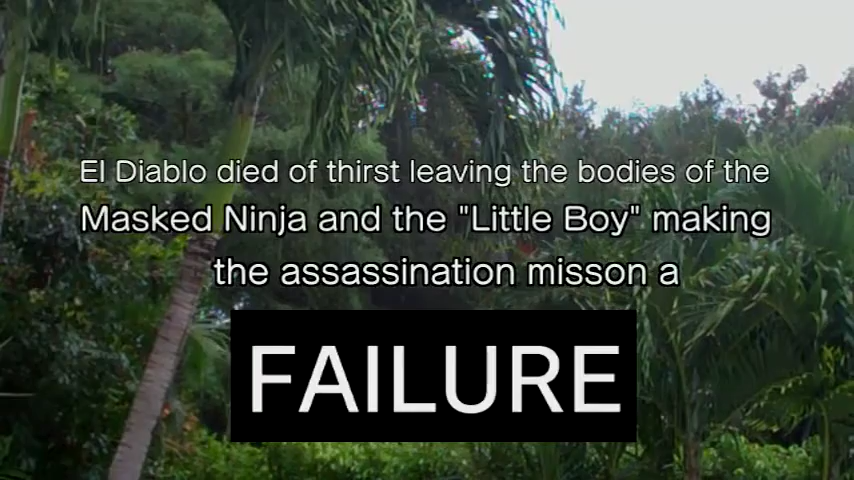 El Diablo died of thirst leaving the bodies of the
Masked Ninja and the "Little Boy" making
the assassination misson a
FAILURE